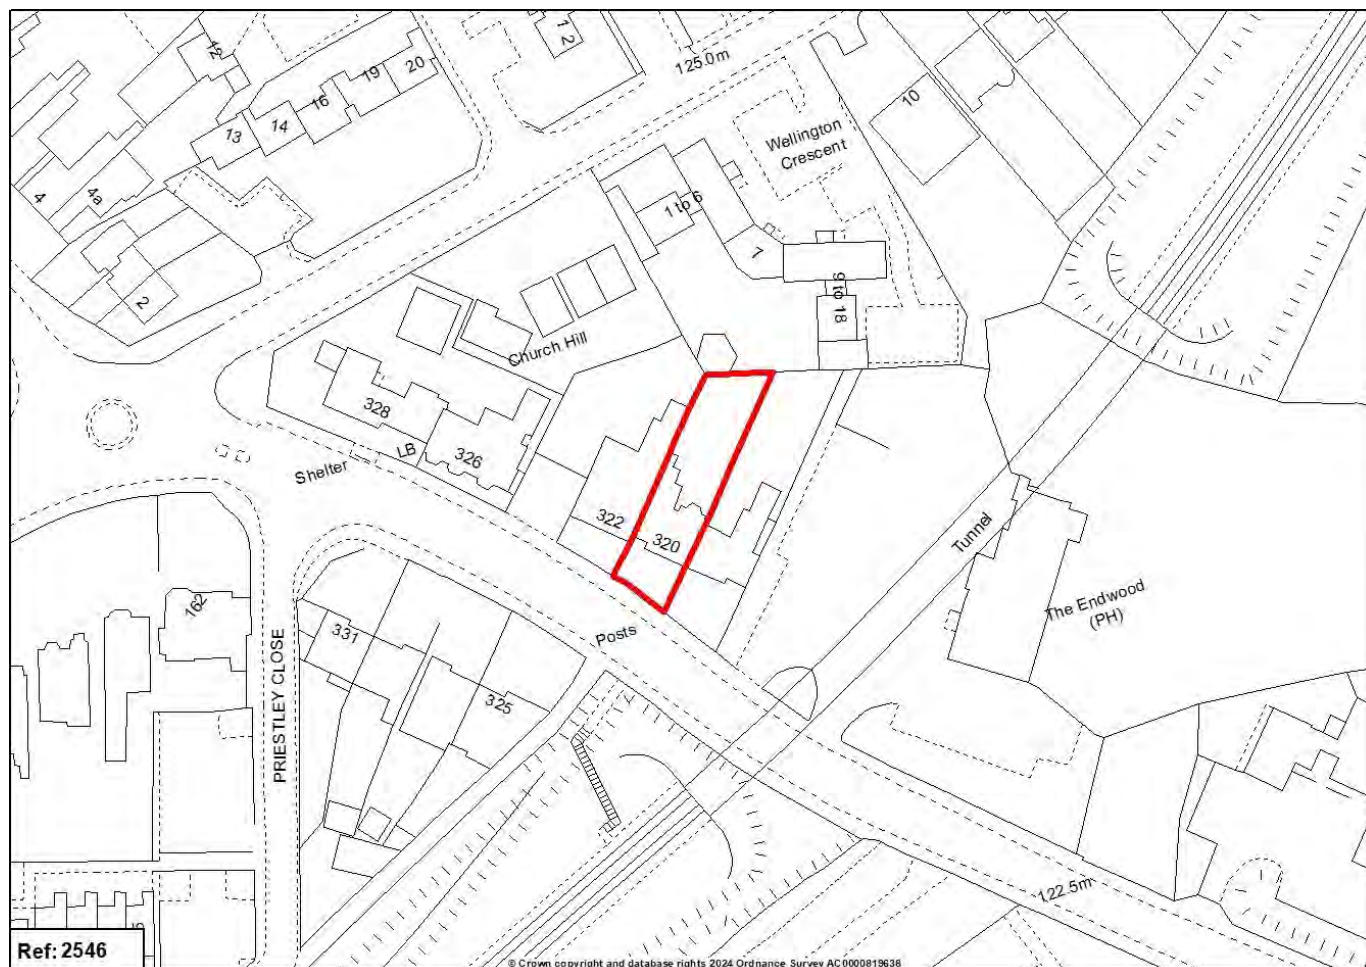 12
12
125.0m
19
20
16
14
13
10
Wellington
Crescent
4
4a
1 to 6
7
9 to 18
2
Church Hill
328
LB
326
Shelter
322
320
Tunnel
The Endwood
(PH)
162
331
Posts
325
PRIESTLEY CLOSE
122.5m
Ref: 2546
© Crown copyright and database rights 2024 Ordnance Survey AC0000819636